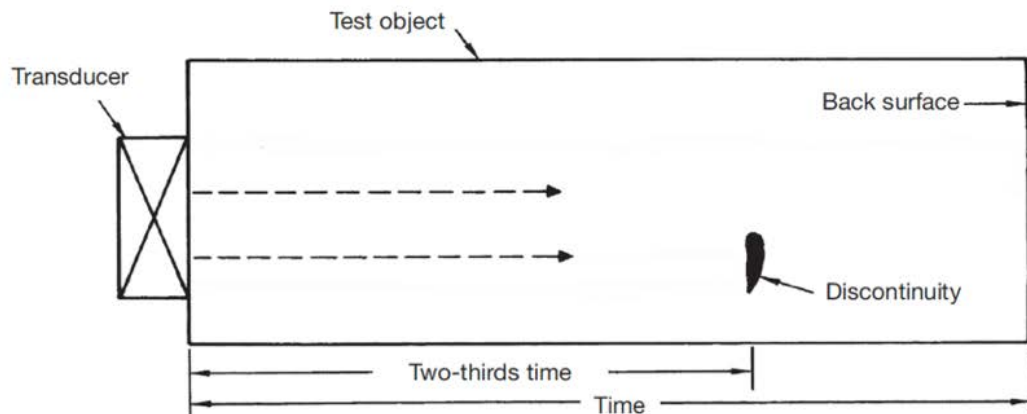 Test object
Transducer
Back surface
Discontinuity
Two-thirds time
Time